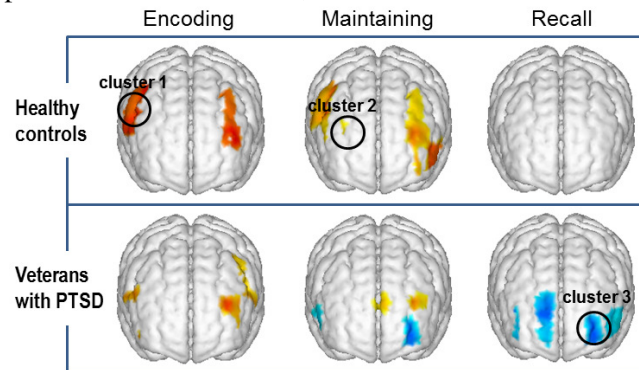 Encoding Maintaining Recall
cluster 1
cluster 2
Healthy
controls
Veterans
with PTSD
cluster 3